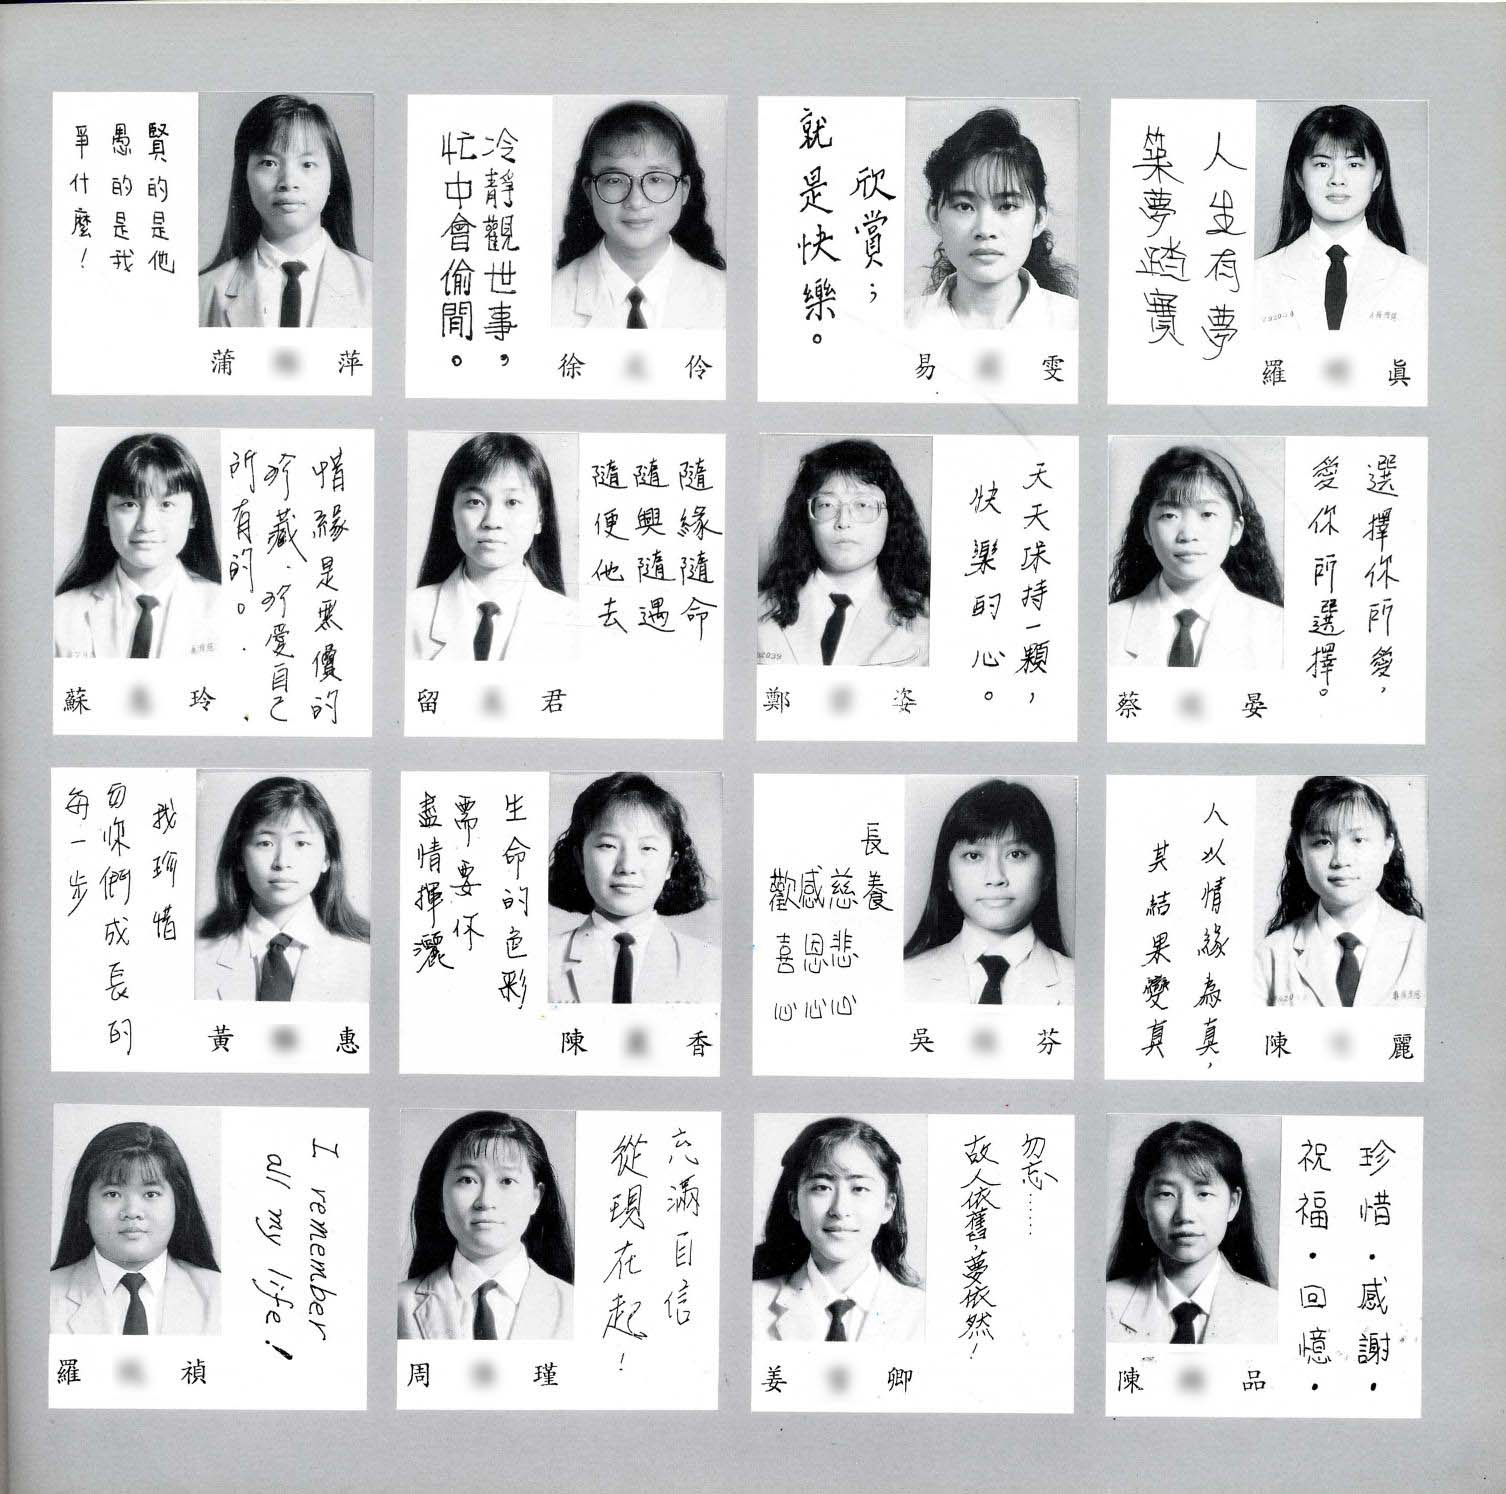 賢的是他
愚的是我
爭什麼！
蒲 萍
冷靜觀世事，
忙中會偷閒。
徐 伶
欣賞；
就是快樂。
易 雯
人生有夢
築夢踏實
羅 眞
惜緣是無價的
珍藏．珍愛自己
所有的。．
蘇 玲
隨緣隨命
隨興隨遇
隨便他去
留 君
天天保持一顆，
快樂的心。
鄭 姿
選擇你所愛，
愛你所選擇。
蔡 晏
我珍惜
與你們成長的
每一步
黃 惠
生命的色彩
需要你
盡情揮灑
陳 香
長養
慈悲心
感恩心
歡喜心
吳 芬
人以情緣為真，
其結果變真
陳 麗
I remember
all my life!
羅 禎
充滿自信
從現在起！
周 瑾
勿忘……
故人依舊，夢依然！
姜 卿
珍惜．感謝．
祝福．回憶．
陳 品